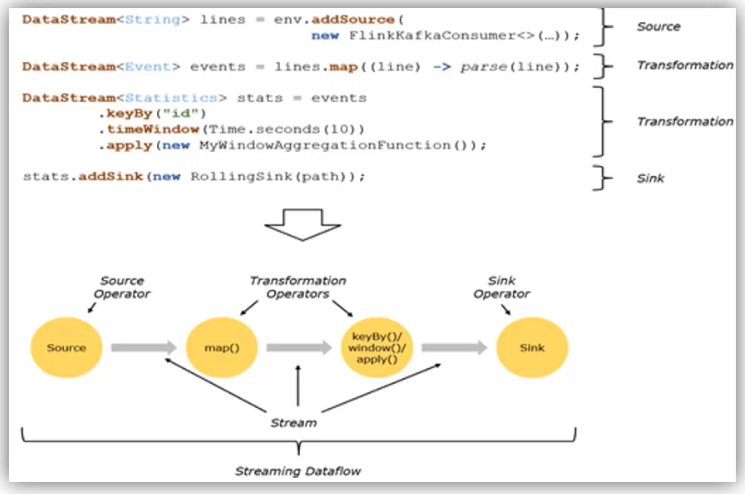 DataStream<String> lines = env.addSource(
new FlinkKafkaConsumer<>(…));
Source
DataStream<Event> events = lines.map((line) -> parse(line));
Transformation
DataStream<Statistics> stats = events
.keyBy("id")
.timeWindow(Time.seconds(10))
.apply(new MyWindowAggregationFunction());
Transformation
stats.addSink(new RollingSink(path));
Sink
Source
Operator
Transformation
Operators
Sink
Operator
Source
map()
keyBy()/
window()/
apply()
Sink
Stream
Streaming Dataflow